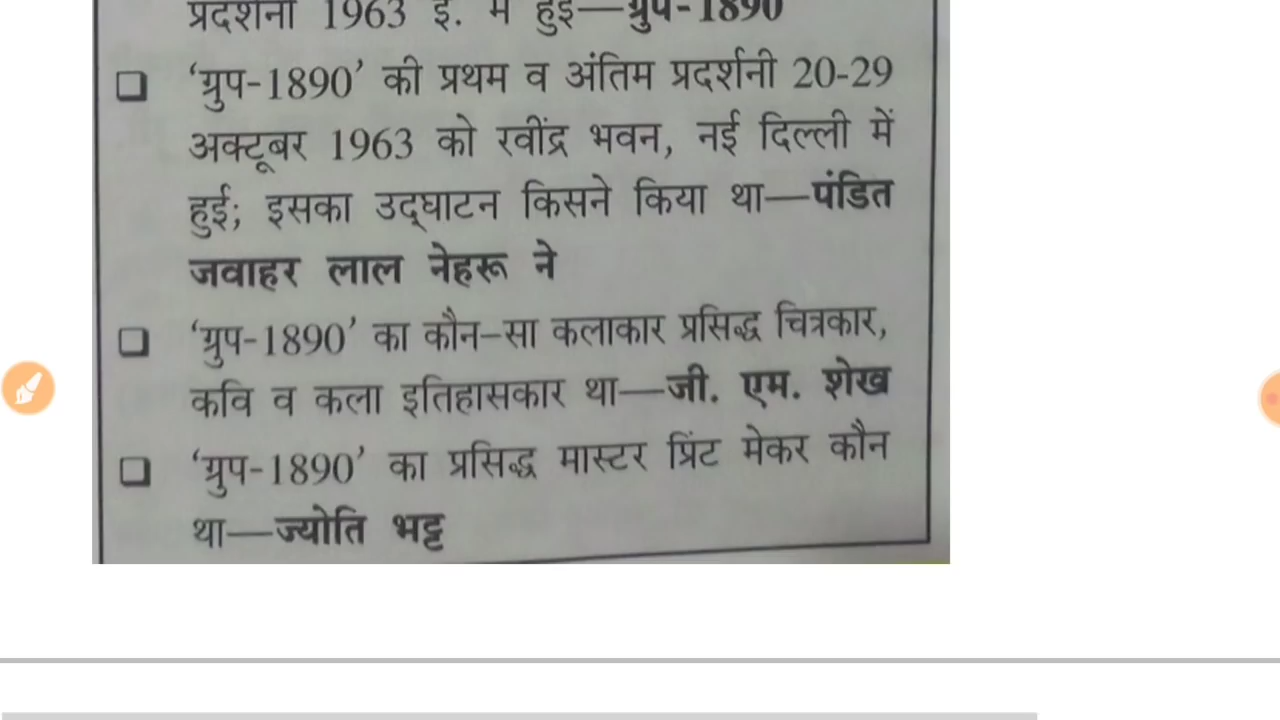 प्रदर्शनी 1963 ई. में हुई—ग्रुप-1890
❑ ‘ग्रुप-1890’ की प्रथम व अंतिम प्रदर्शनी 20-29
अक्टूबर 1963 को रवींद्र भवन, नई दिल्ली में
हुई; इसका उद्घाटन किसने किया था—पंडित
जवाहर लाल नेहरू ने
❑ ‘ग्रुप-1890’ का कौन-सा कलाकार प्रसिद्ध चित्रकार,
कवि व कला इतिहासकार था—जी. एम. शेख
❑ ‘ग्रुप-1890’ का प्रसिद्ध मास्टर प्रिंट मेकर कौन
था—ज्योति भट्ट